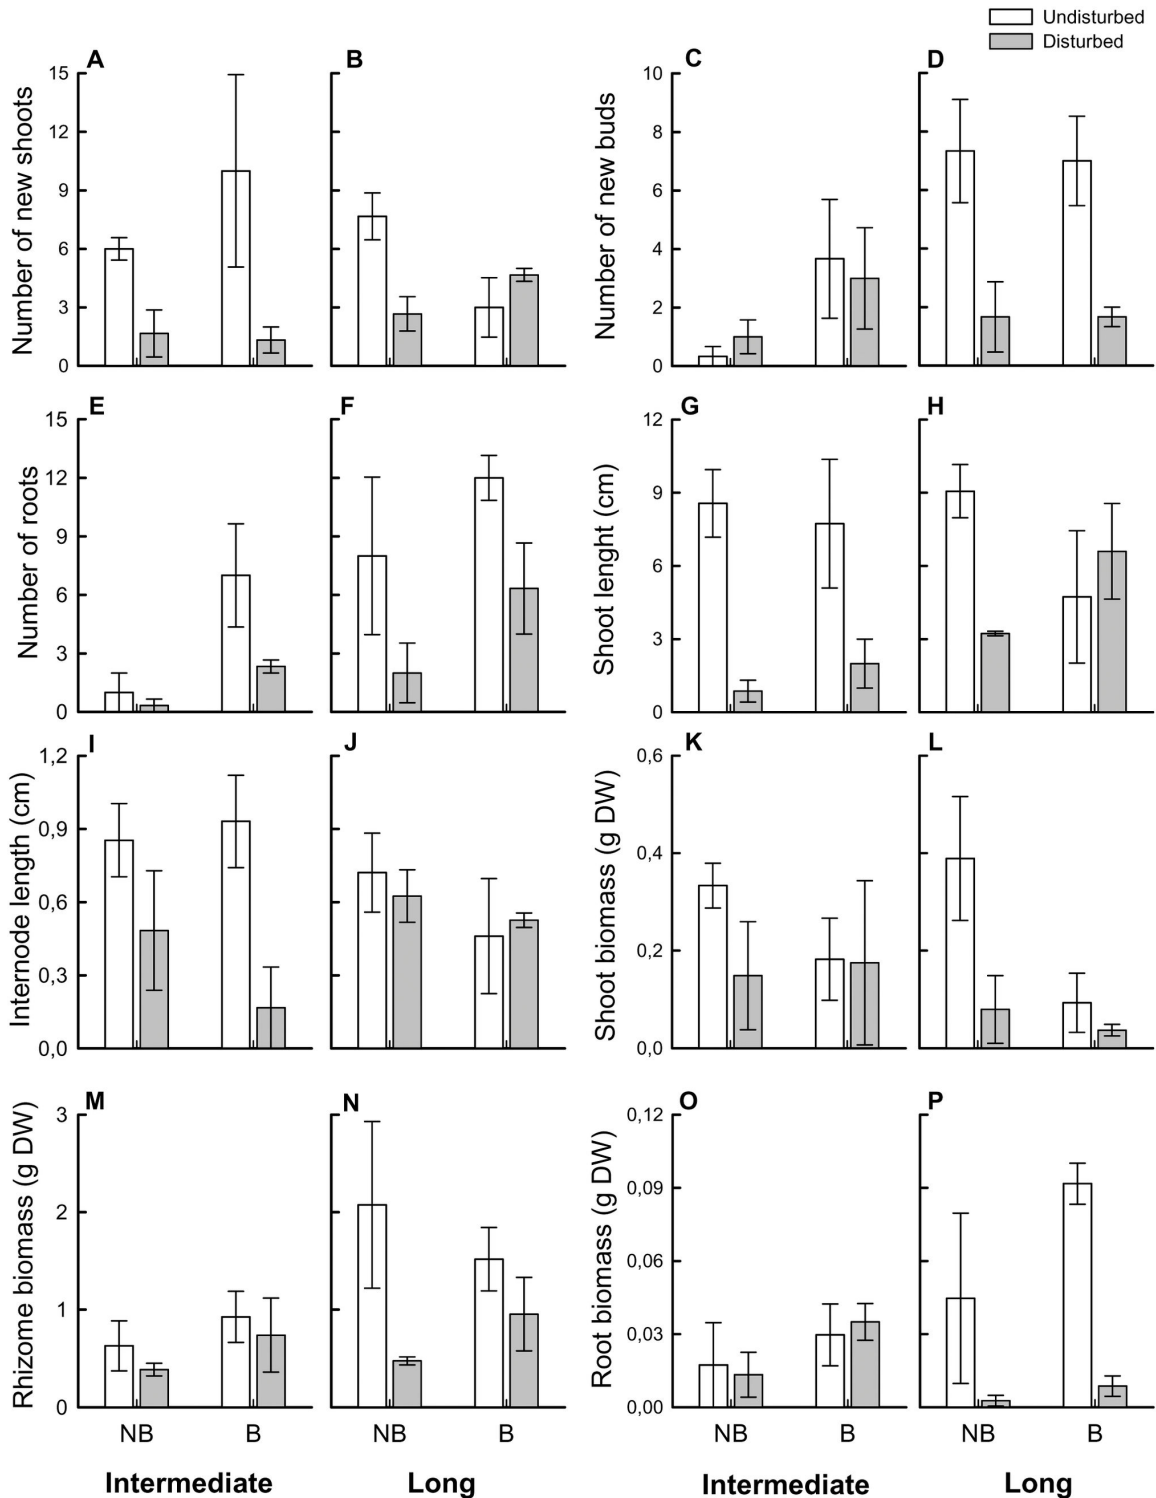 Undisturbed
Disturbed
A
B
C
D
Number of new shoots
15
12
9
6
3
0
Number of new buds
10
8
6
4
2
0
E
F
G
H
Number of roots
15
12
9
6
3
0
Shoot lenght (cm)
12
9
6
3
0
I
J
K
L
Internode length (cm)
1,2
0,9
0,6
0,3
0,0
Shoot biomass (g DW)
0,6
0,4
0,2
0,0
M
N
O
P
Rhizome biomass (g DW)
3
2
1
0
Root biomass (g DW)
0,12
0,09
0,06
0,03
0,00
NB B NB B NB B NB B
Intermediate Long Intermediate Long